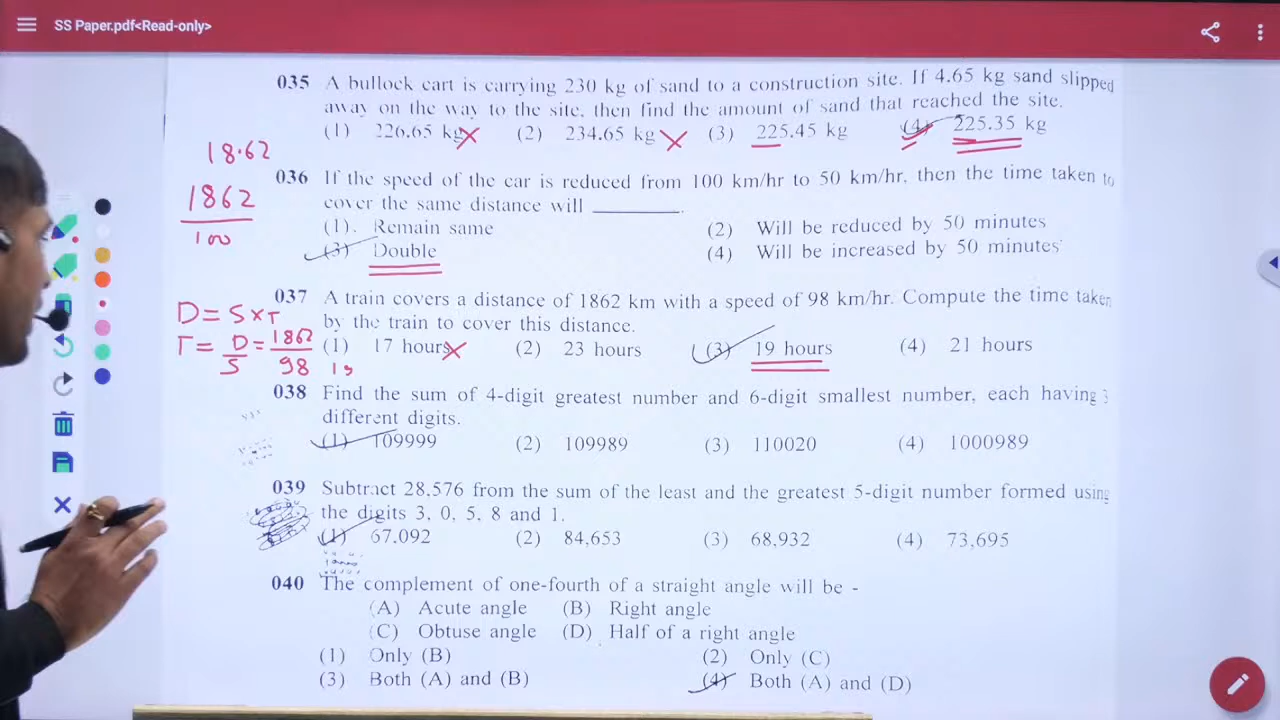 SS Paper.pdf<Read-only>
035 A bullock cart is carrying 230 kg of sand to a construction site. If 4.65 kg sand slipped
away on the way to the site, then find the amount of sand that reached the site.
(1) 226.65 kg (2) 234.65 kg (3) 225.45 kg (4) 225.35 kg
18.62
036 If the speed of the car is reduced from 100 km/hr to 50 km/hr, then the time taken to
1862
cover the same distance will ________.
100
(1). Remain same (2) Will be reduced by 50 minutes
(3) Double (4) Will be increased by 50 minutes
037 A train covers a distance of 1862 km with a speed of 98 km/hr. Compute the time taken
D = S x T
by the train to cover this distance.
T = D/S = 1862/98
(1) 17 hours (2) 23 hours (3) 19 hours (4) 21 hours
038 Find the sum of 4-digit greatest number and 6-digit smallest number, each having 3
different digits.
(1) 109999 (2) 109989 (3) 110020 (4) 1000989
039 Subtract 28,576 from the sum of the least and the greatest 5-digit number formed using
the digits 3, 0, 5, 8 and 1.
(1) 67.092 (2) 84,653 (3) 68,932 (4) 73,695
040 The complement of one-fourth of a straight angle will be -
(A) Acute angle (B) Right angle
(C) Obtuse angle (D) Half of a right angle
(1) Only (B) (2) Only (C)
(3) Both (A) and (B) (4) Both (A) and (D)